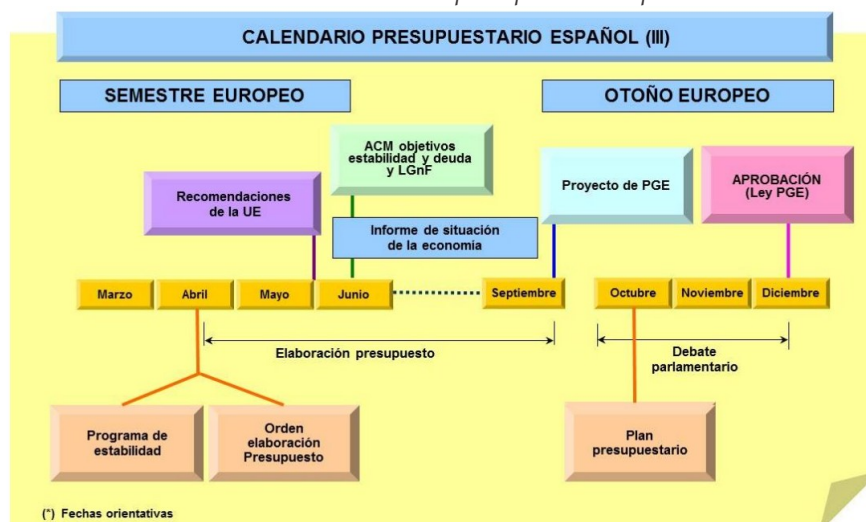 CALENDARIO PRESUPUESTARIO ESPAÑOL (III)
SEMESTRE EUROPEO
OTOÑO EUROPEO
ACM objetivos
estabilidad y deuda
y LGnF
Recomendaciones
de la UE
Proyecto de PGE
APROBACIÓN
(Ley PGE)
Informe de situación
de la economía
Marzo
Abril
Mayo
Junio
Septiembre
Octubre
Noviembre
Diciembre
Elaboración presupuesto
Debate
parlamentario
Programa de
estabilidad
Orden
elaboración
Presupuesto
Plan
presupuestario
(*) Fechas orientativas